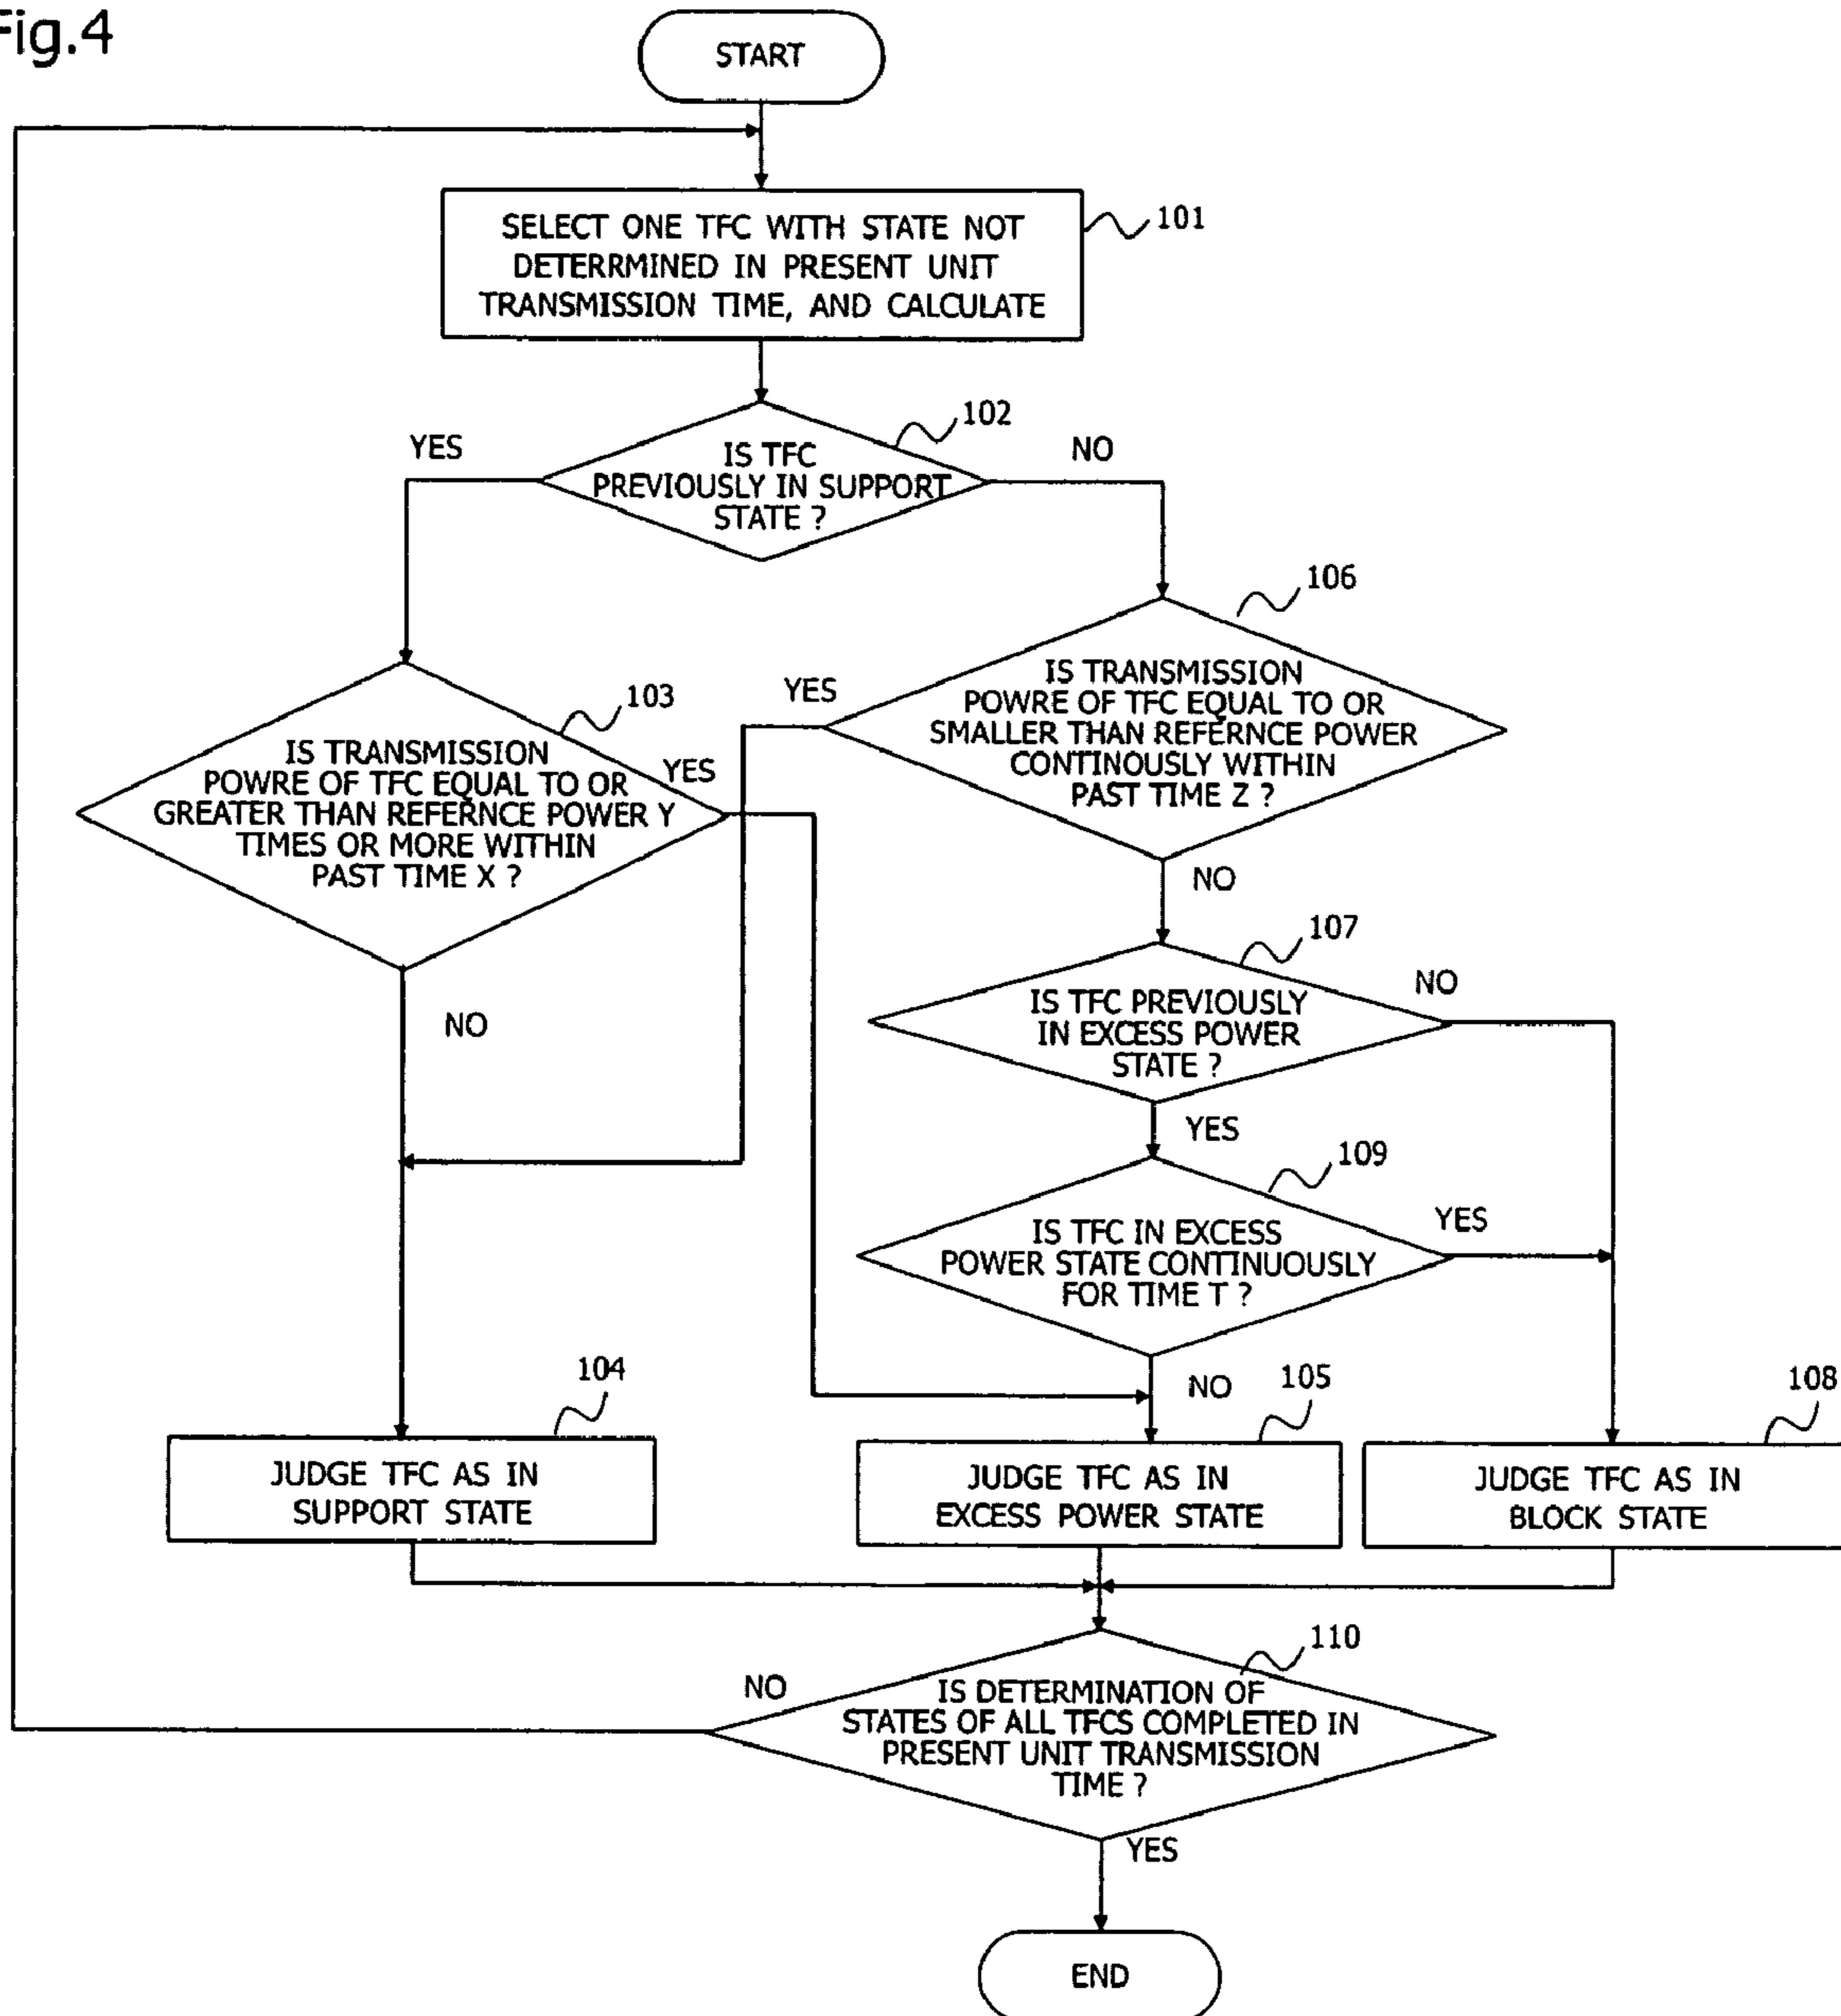 Fig.4
START
SELECT ONE TFC WITH STATE NOT
DETERRMINED IN PRESENT UNIT
TRANSMISSION TIME, AND CALCULATE
101
102
YES
NO
IS TFC
PREVIOUSLY IN SUPPORT
STATE ?
106
IS TRANSMISSION
POWRE OF TFC EQUAL TO OR
SMALLER THAN REFERNCE POWER
CONTINOUSLY WITHIN
PAST TIME Z ?
YES
NO
103
IS TRANSMISSION
POWRE OF TFC EQUAL TO OR
GREATER THAN REFERNCE POWER Y
TIMES OR MORE WITHIN
PAST TIME X ?
YES
NO
107
IS TFC PREVIOUSLY
IN EXCESS POWER
STATE ?
NO
YES
109
IS TFC IN EXCESS
POWER STATE CONTINUOUSLY
FOR TIME T ?
YES
NO
104
JUDGE TFC AS IN
SUPPORT STATE
105
JUDGE TFC AS IN
EXCESS POWER STATE
108
JUDGE TFC AS IN
BLOCK STATE
110
NO
IS DETERMINATION OF
STATES OF ALL TFCS COMPLETED IN
PRESENT UNIT TRANSMISSION
TIME ?
YES
END